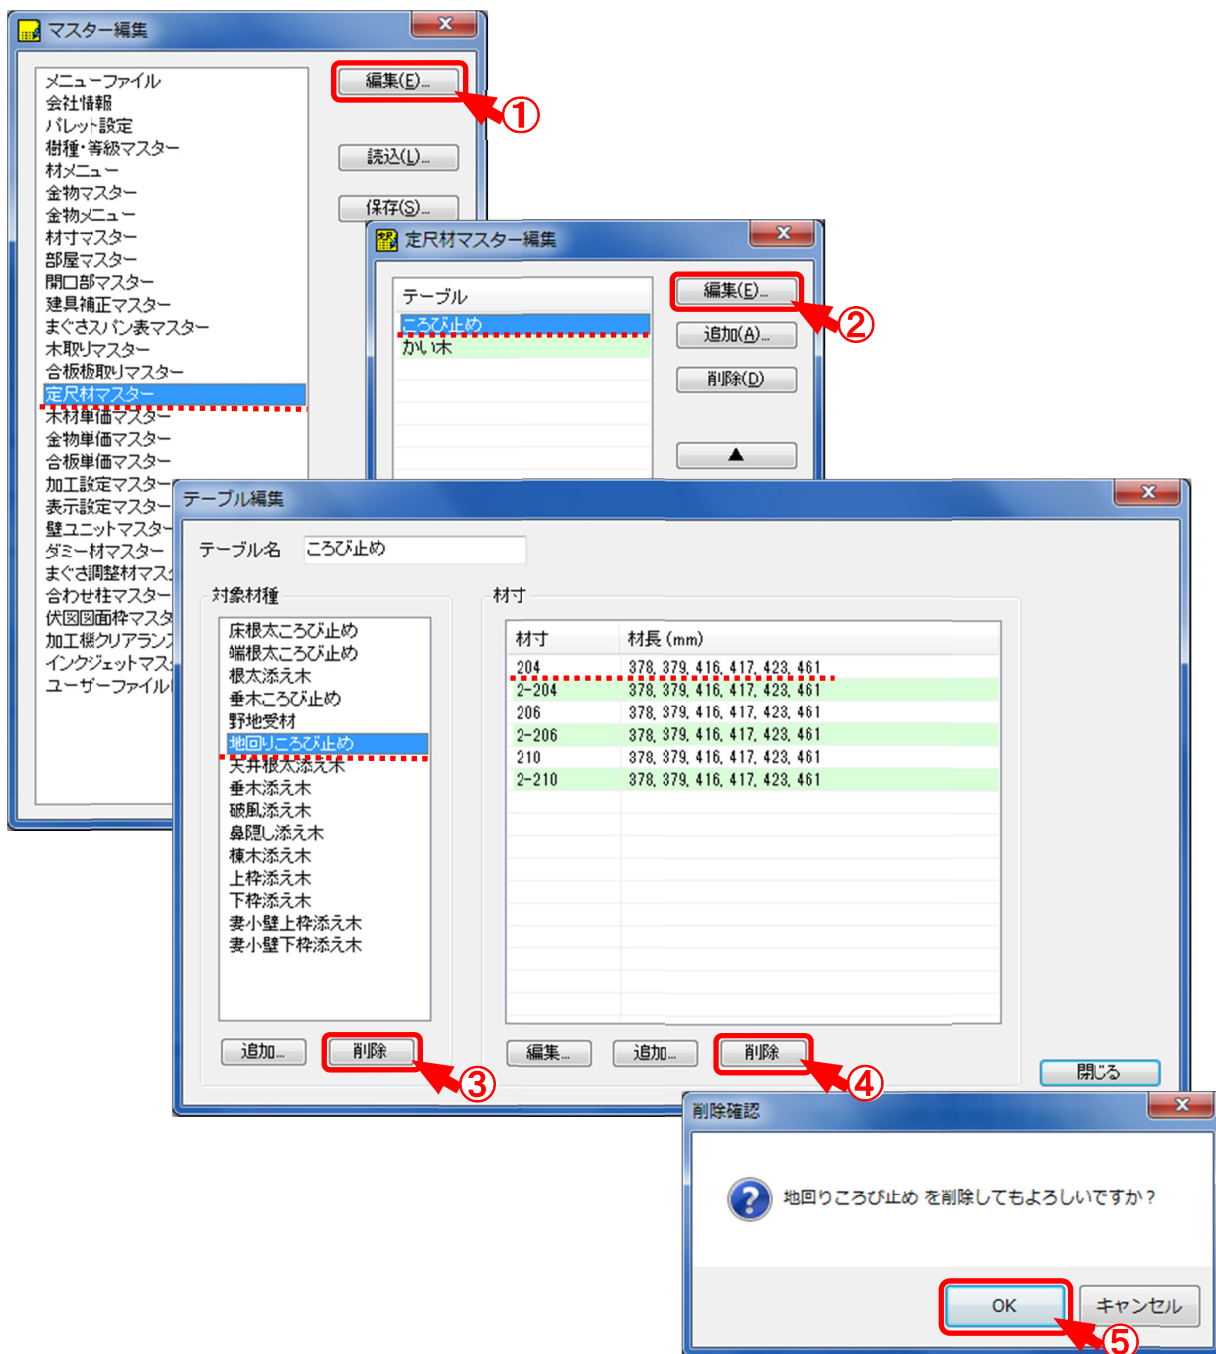 マスター編集
メニューファイル
会社情報
パレット設定
樹種・等級マスター
材メニュー
金物マスター
金物メニュー
材寸マスター
部屋マスター
開口部マスター
建具補正マスター
まぐさスパン表マスター
木取りマスター
合板板取りマスター
定尺材マスター
木材単価マスター
金物単価マスター
合板単価マスター
加工設定マスター
表示設定マスター
壁ユニットマスター
ダミー材マスター
まぐさ調整材マス
合わせ柱マスター
伏図図面枠マスタ
加工機クリアランス
インクジェットマス
ユーザーファイル
編集(E)...
①
読込(L)...
保存(S)...
定尺材マスター編集
テーブル
ころび止め
かい木
編集(E)...
②
追加(A)...
削除(D)
▲
テーブル編集
テーブル名 ころび止め
対象材種
床根太ころび止め
端根太ころび止め
根太添え木
垂木ころび止め
野地受材
地回りころび止め
天井根太添え木
垂木添え木
破風添え木
鼻隠し添え木
棟木添え木
上枠添え木
下枠添え木
妻小壁上枠添え木
妻小壁下枠添え木
追加... 削除
③
材寸
材寸 材長 (mm)
204 378, 379, 416, 417, 423, 461
2-204 378, 379, 416, 417, 423, 461
206 378, 379, 416, 417, 423, 461
2-206 378, 379, 416, 417, 423, 461
210 378, 379, 416, 417, 423, 461
2-210 378, 379, 416, 417, 423, 461
編集... 追加... 削除
④
閉じる
削除確認
地回りころび止め を削除してもよろしいですか？
OK キャンセル
⑤